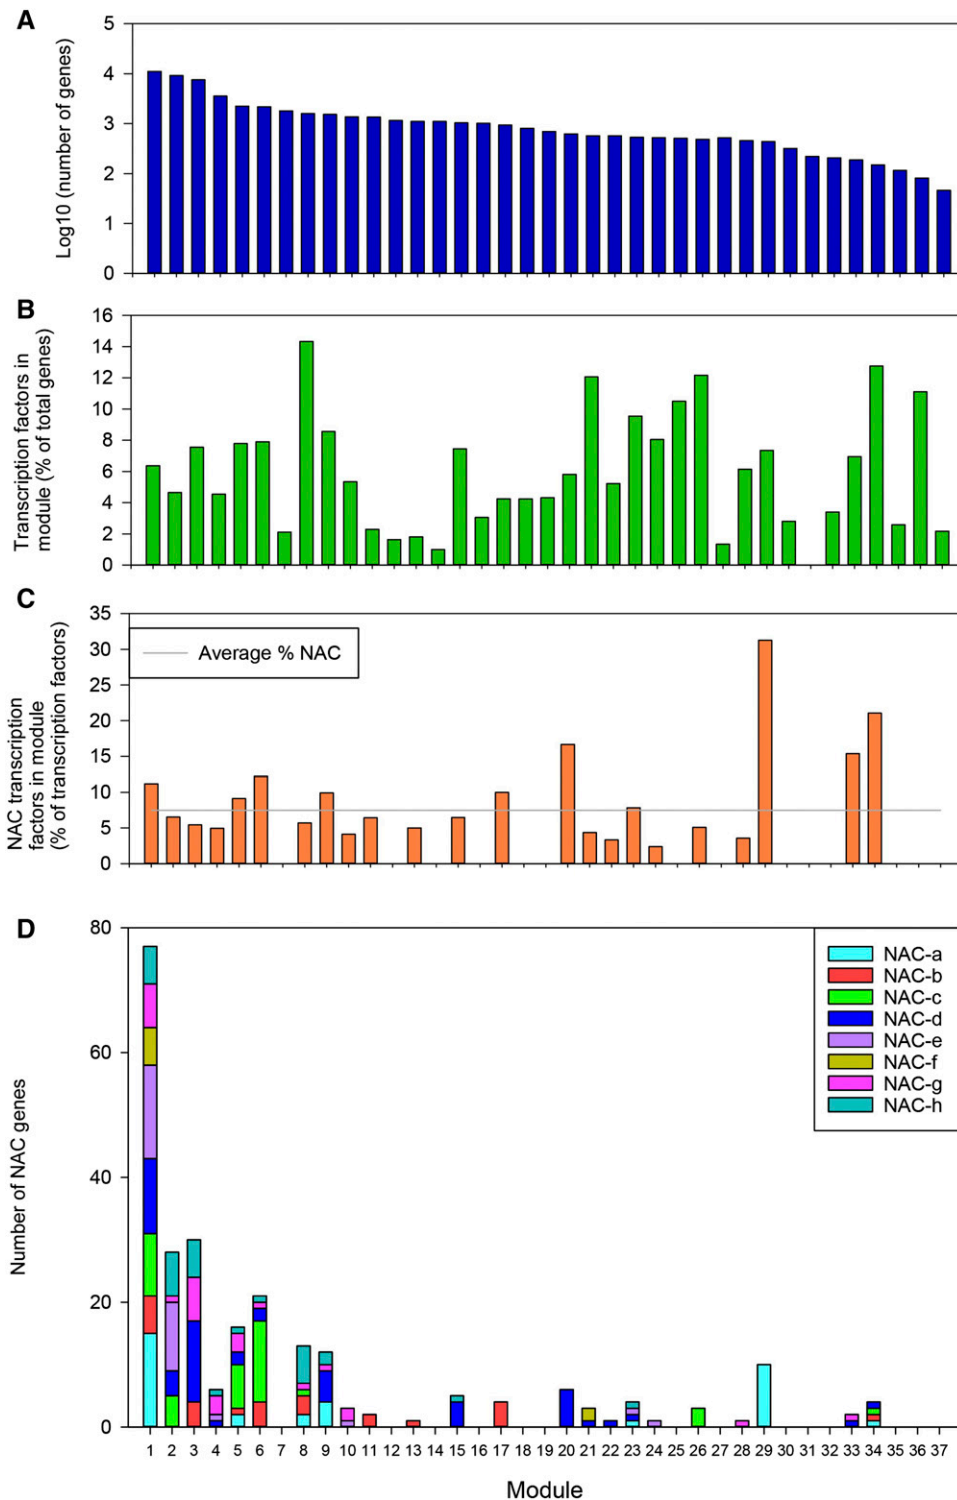 A
Log10 (number of genes)
5
4
3
2
1
0
B
Transcription factors in
module (% of total genes)
16
14
12
10
8
6
4
2
0
C
NAC transcription
factors in module
(% of transcription factors)
35
30
25
20
15
10
5
0
Average % NAC
D
Number of NAC genes
80
60
40
20
0
NAC-a
NAC-b
NAC-c
NAC-d
NAC-e
NAC-f
NAC-g
NAC-h
1 2 3 4 5 6 7 8 9 10 11 12 13 14 15 16 17 18 19 20 21 22 23 24 25 26 27 28 29 30 31 32 33 34 35 36 37
Module